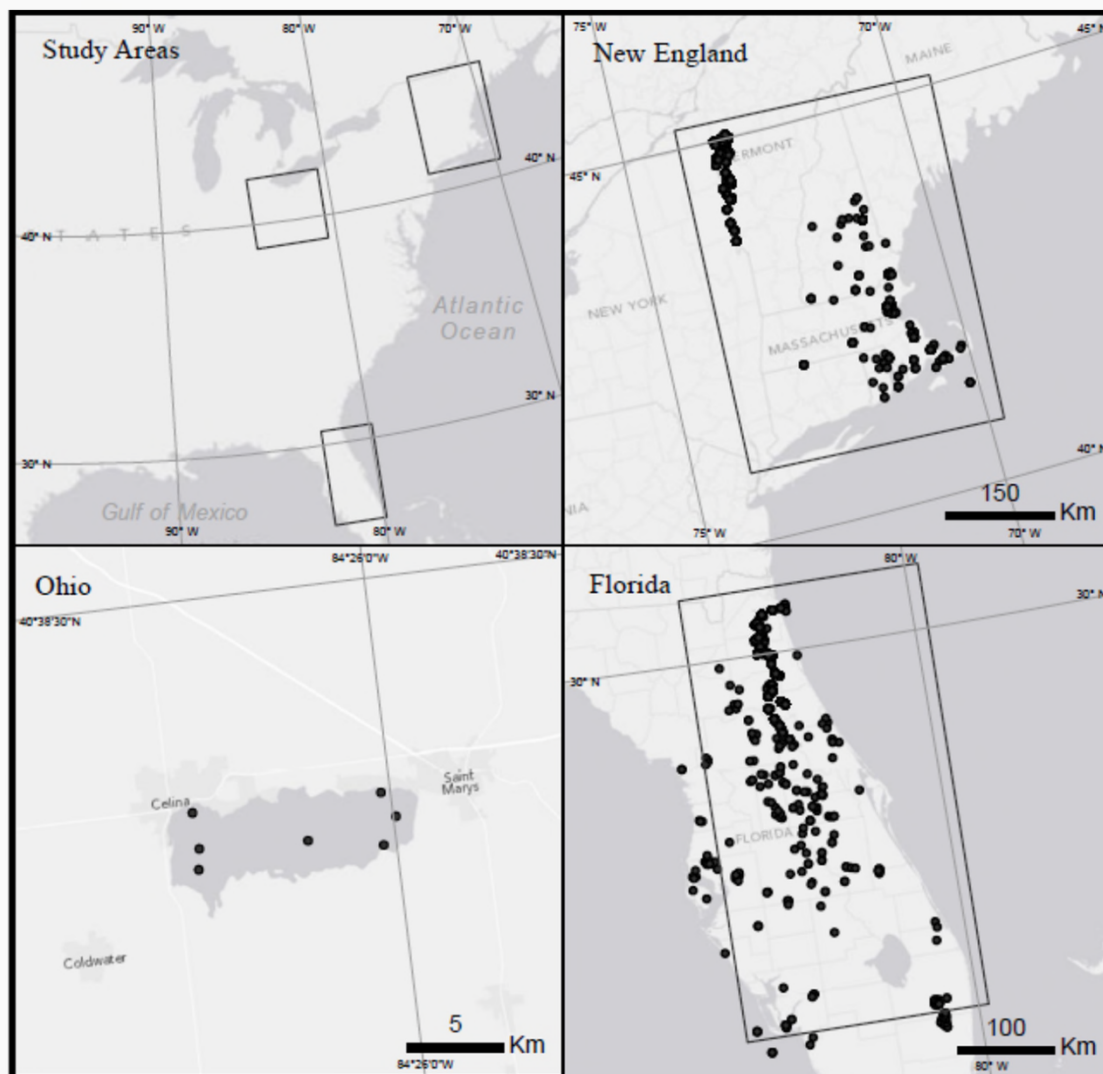 90° W
80° W
70° W
Study Areas
40° N
40° N
T A T E S
Atlantic
Ocean
30° N
30° N
Gulf of Mexico
90° W
80° W
75° W
70° W
45° N
New England
MAINE
45° N
VERMONT
NEW YORK
MASSACHUSETTS
40° N
150
Km
NIA
75° W
70° W
84°26'0"W
40°38'30"N
Ohio
40°38'30"N
Celina
Saint
Marys
Coldwater
5
Km
84°26'0"W
80° W
Florida
30° N
30° N
FLORIDA
100
Km
80° W